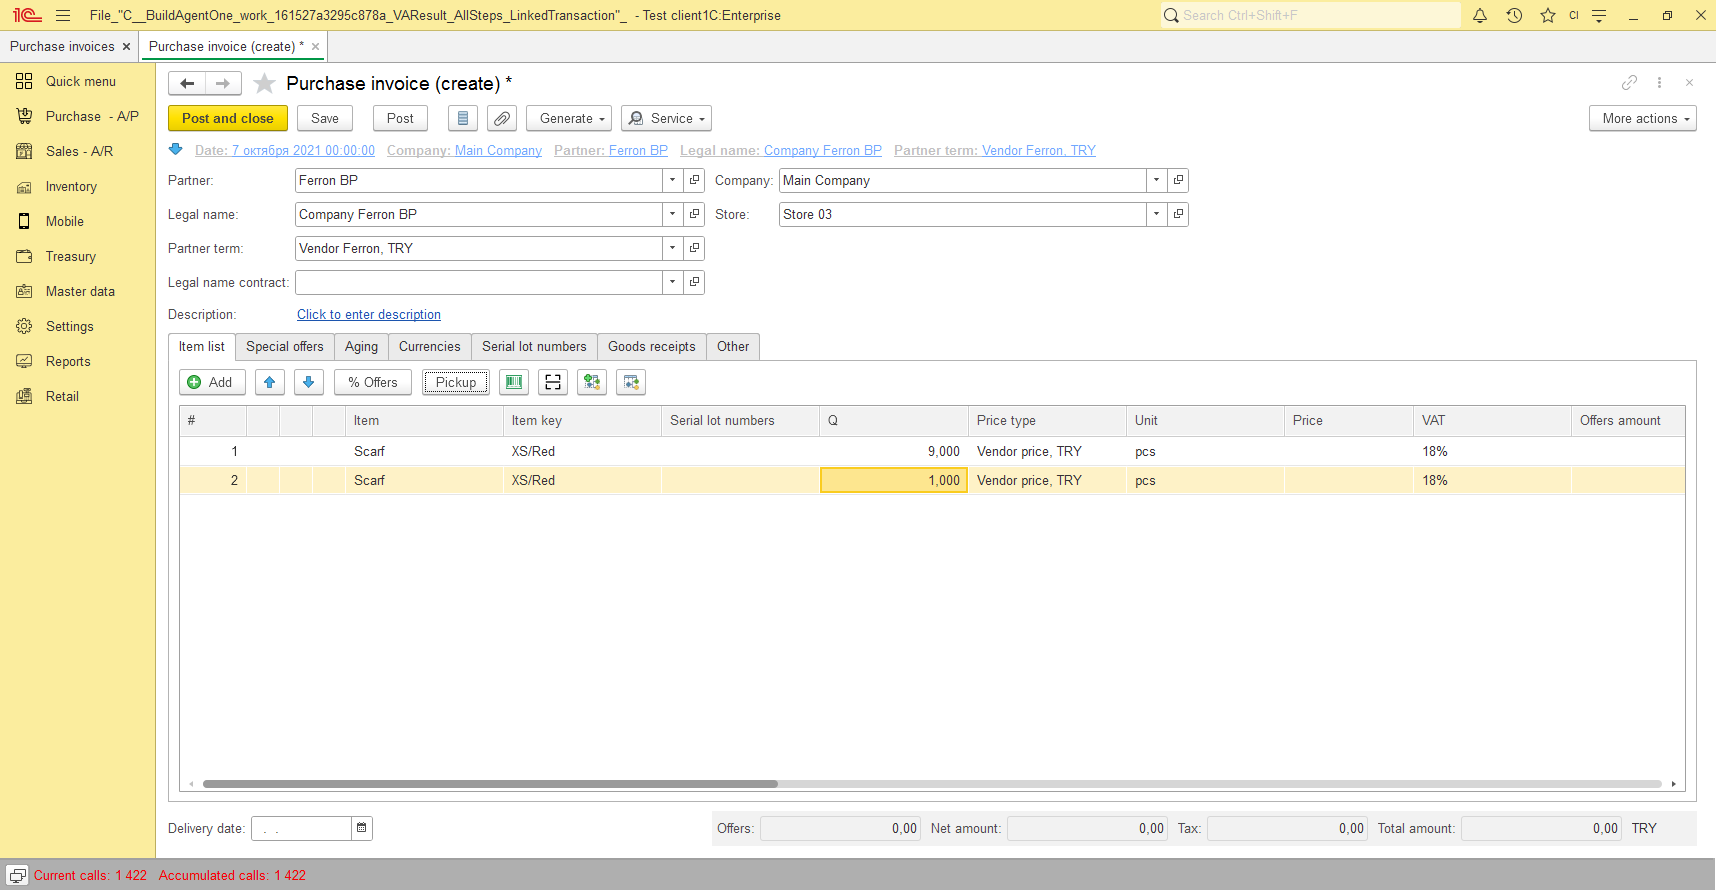 File_"C__BuildAgentOne_work_161527a3295c878a_VAResult_AllSteps_LinkedTransaction"_ - Test client1C:Enterprise
Search Ctrl+Shift+F
CI
Purchase invoices
Purchase invoice (create) *
Quick menu
Purchase - A/P
Sales - A/R
Inventory
Mobile
Treasury
Master data
Settings
Reports
Retail
Purchase invoice (create) *
Post and close Save Post Generate Service More actions
Date: 7 октября 2021 00:00:00 Company: Main Company Partner: Ferron BP Legal name: Company Ferron BP Partner term: Vendor Ferron, TRY
Partner: Ferron BP Company: Main Company
Legal name: Company Ferron BP Store: Store 03
Partner term: Vendor Ferron, TRY
Legal name contract:
Description: Click to enter description
Item list Special offers Aging Currencies Serial lot numbers Goods receipts Other
Add % Offers Pickup
# Item Item key Serial lot numbers Q Price type Unit Price VAT Offers amount
1 Scarf XS/Red 9,000 Vendor price, TRY pcs 18%
2 Scarf XS/Red 1,000 Vendor price, TRY pcs 18%
Delivery date: . . Offers: 0,00 Net amount: 0,00 Tax: 0,00 Total amount: 0,00 TRY
Current calls: 1 422 Accumulated calls: 1 422